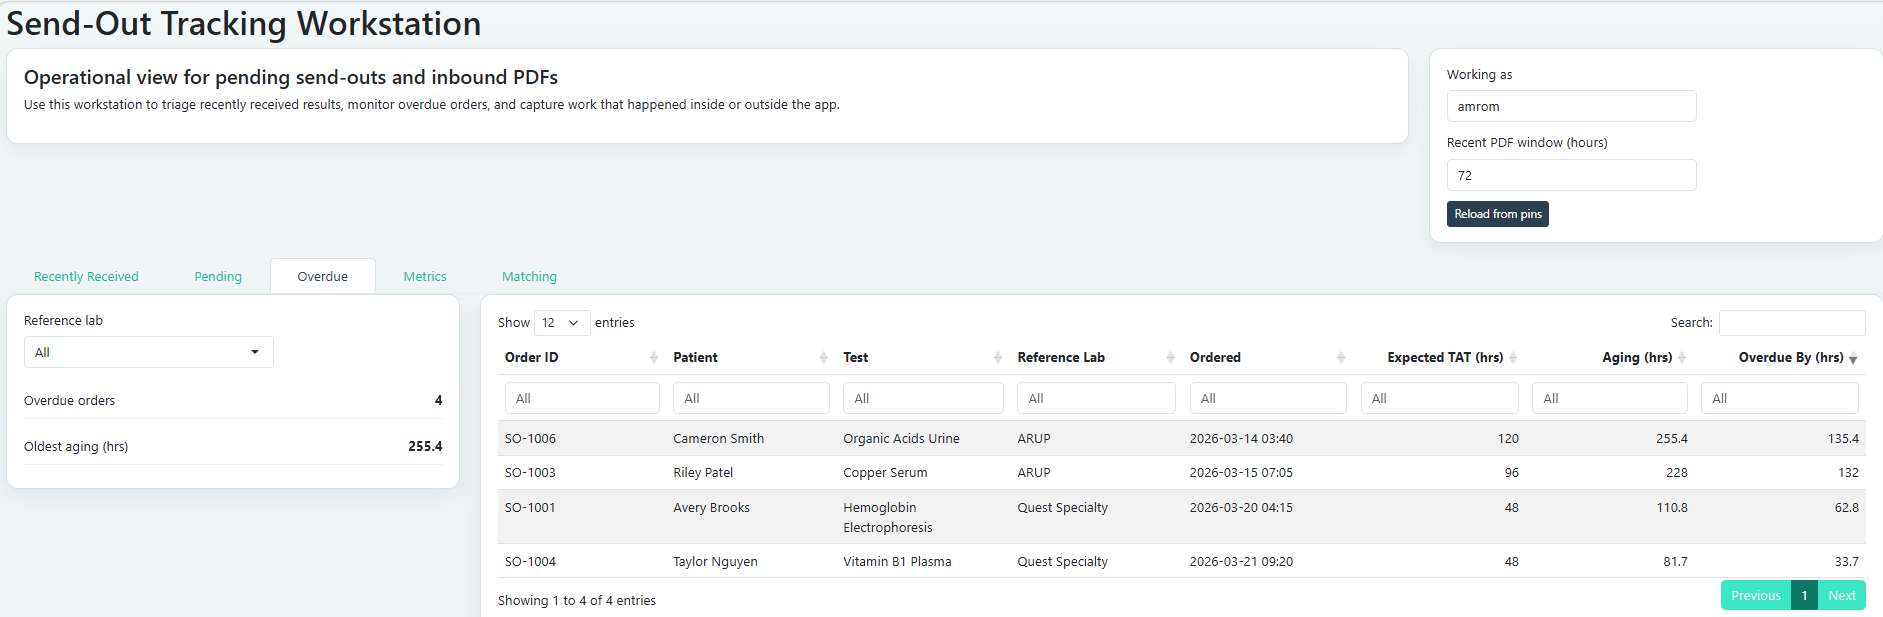 Send-Out Tracking Workstation
Operational view for pending send-outs and inbound PDFs
Use this workstation to triage recently received results, monitor overdue orders, and capture work that happened inside or outside the app.
Working as
amrom
Recent PDF window (hours)
72
Reload from pins
Recently Received Pending Overdue Metrics Matching
Reference lab
All
Overdue orders 4
Oldest aging (hrs) 255.4
Show 12 entries Search:
Order ID Patient Test Reference Lab Ordered Expected TAT (hrs) Aging (hrs) Overdue By (hrs)
All All All All All All All All
SO-1006 Cameron Smith Organic Acids Urine ARUP 2026-03-14 03:40 120 255.4 135.4
SO-1003 Riley Patel Copper Serum ARUP 2026-03-15 07:05 96 228 132
SO-1001 Avery Brooks Hemoglobin Quest Specialty 2026-03-20 04:15 48 110.8 62.8
Electrophoresis
SO-1004 Taylor Nguyen Vitamin B1 Plasma Quest Specialty 2026-03-21 09:20 48 81.7 33.7
Showing 1 to 4 of 4 entries Previous 1 Next